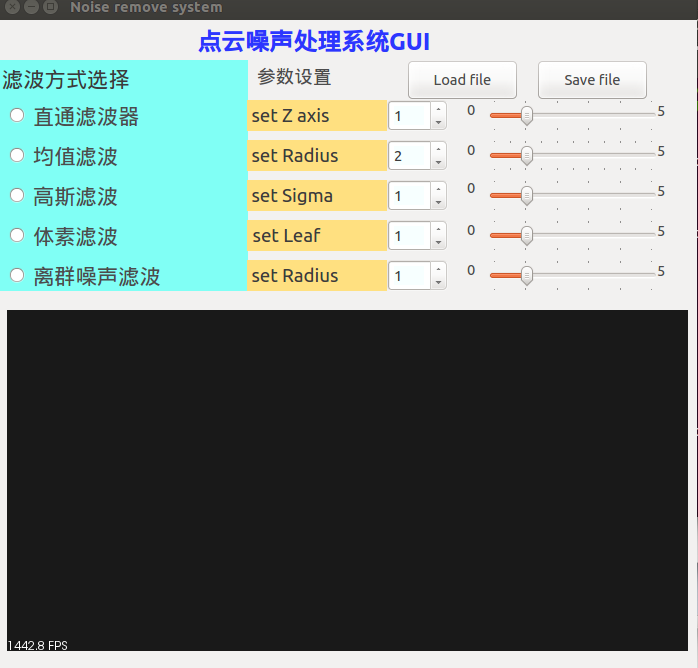 Noise remove system
点云噪声处理系统GUI
滤波方式选择 参数设置 Load file Save file
直通滤波器 set Z axis 1 0 5
均值滤波 set Radius 2 0 5
高斯滤波 set Sigma 1 0 5
体素滤波 set Leaf 1 0 5
离群噪声滤波 set Radius 1 0 5
1442.8 FPS